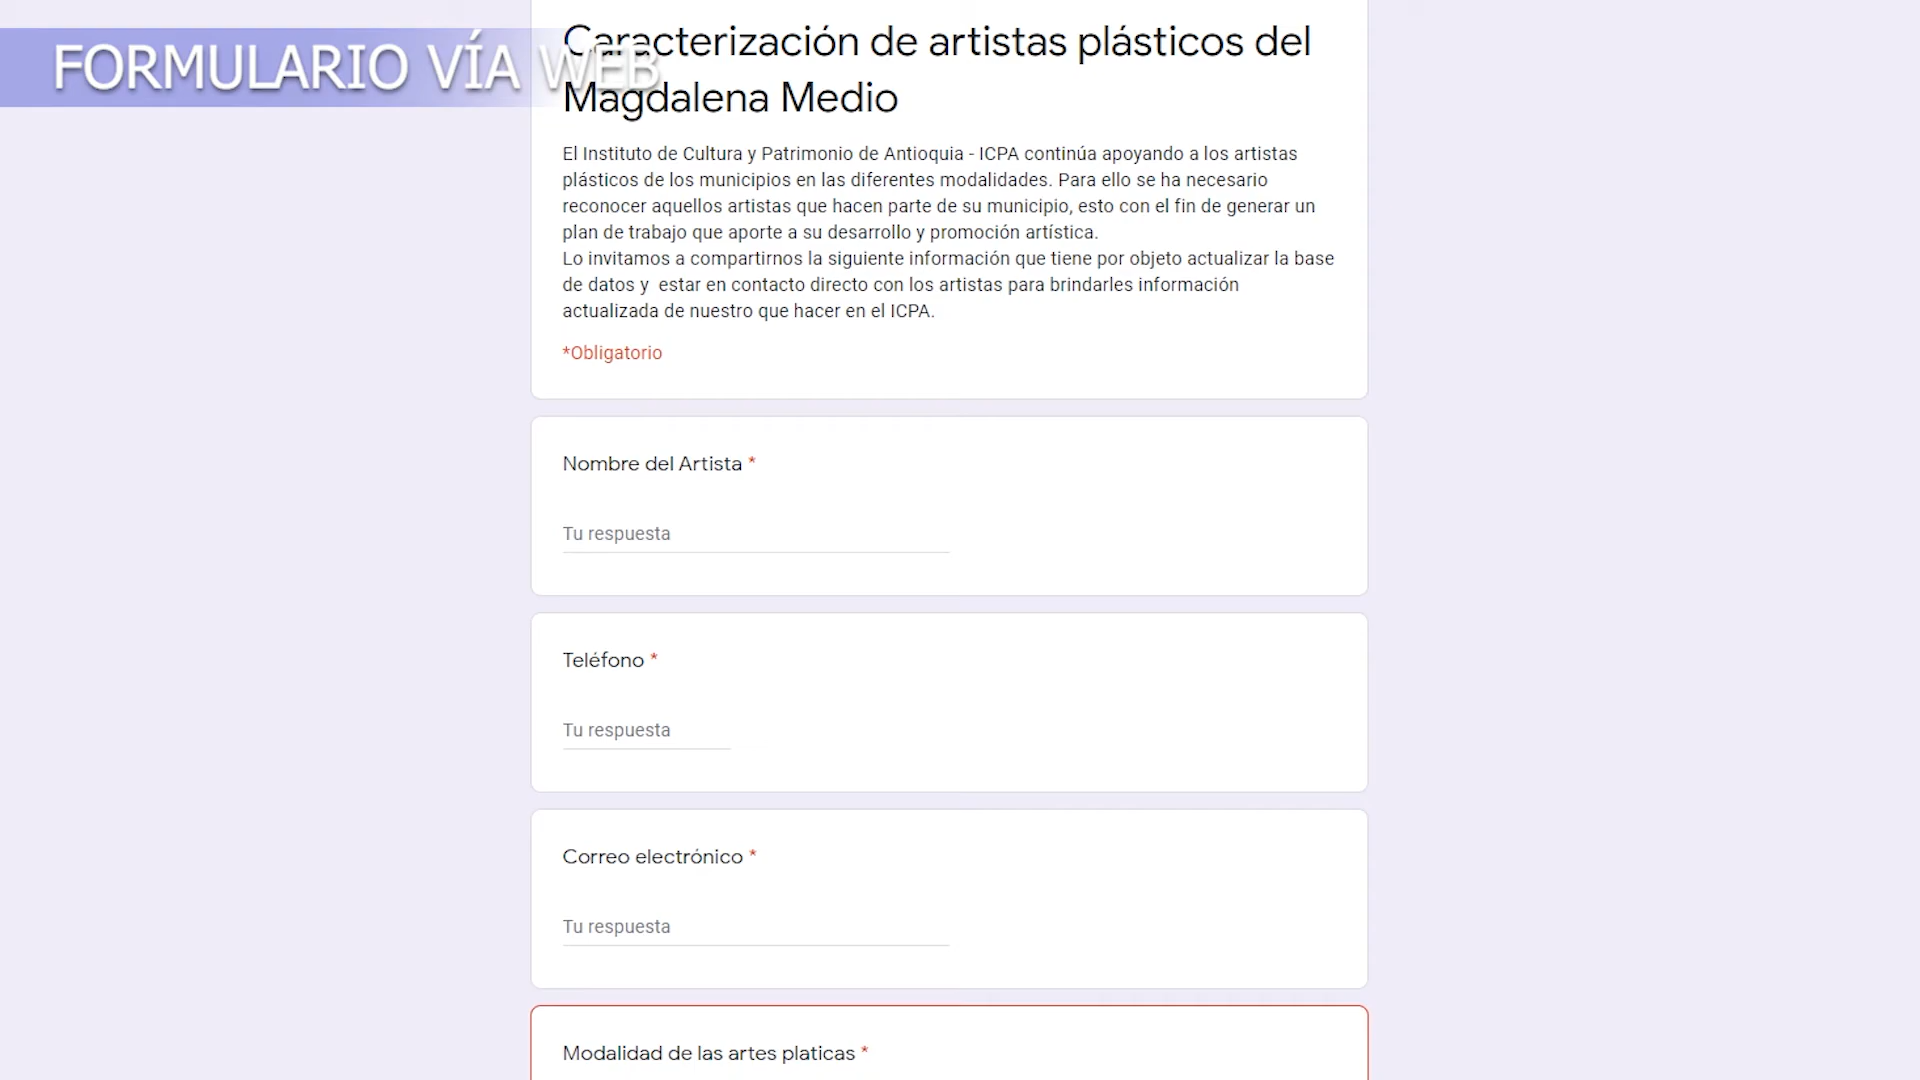 FORMULARIO VÍA WEB
Caracterización de artistas plásticos del
Magdalena Medio
El Instituto de Cultura y Patrimonio de Antioquia - ICPA continúa apoyando a los artistas
plásticos de los municipios en las diferentes modalidades. Para ello se ha necesario
reconocer aquellos artistas que hacen parte de su municipio, esto con el fin de generar un
plan de trabajo que aporte a su desarrollo y promoción artística.
Lo invitamos a compartirnos la siguiente información que tiene por objeto actualizar la base
de datos y  estar en contacto directo con los artistas para brindarles información
actualizada de nuestro que hacer en el ICPA.
*Obligatorio
Nombre del Artista *
Tu respuesta
Teléfono *
Tu respuesta
Correo electrónico *
Tu respuesta
Modalidad de las artes platicas *